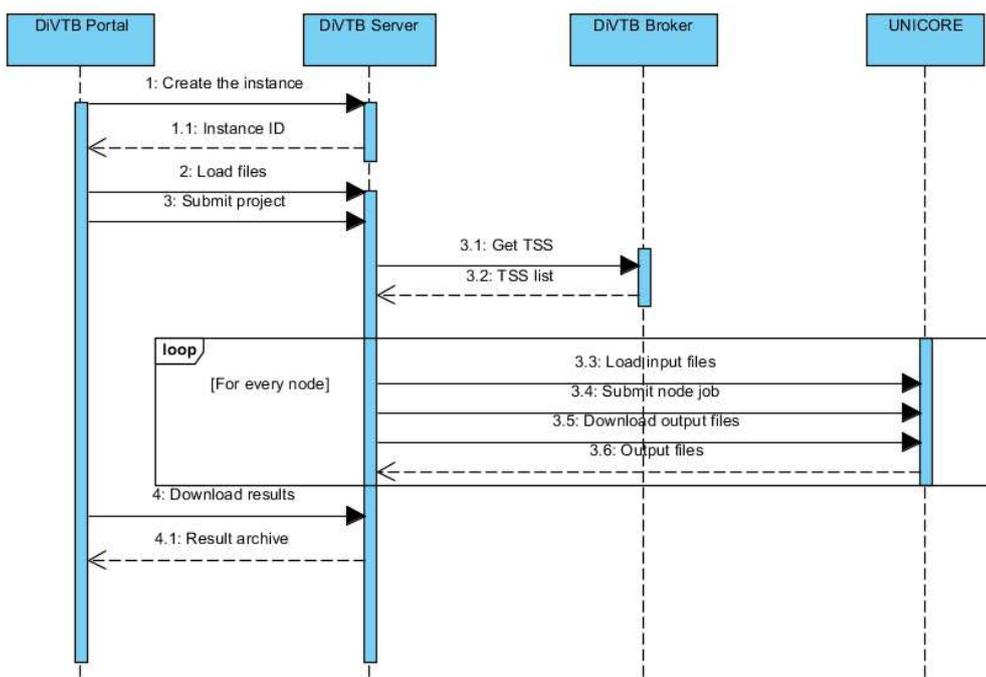 DiVTB Portal
DiVTB Server
DiVTB Broker
UNICORE
1: Create the instance
1.1: Instance ID
2: Load files
3: Submit project
3.1: Get TSS
3.2: TSS list
loop
[For every node]
3.3: Load input files
3.4: Submit node job
3.5: Download output files
3.6: Output files
4: Download results
4.1: Result archive